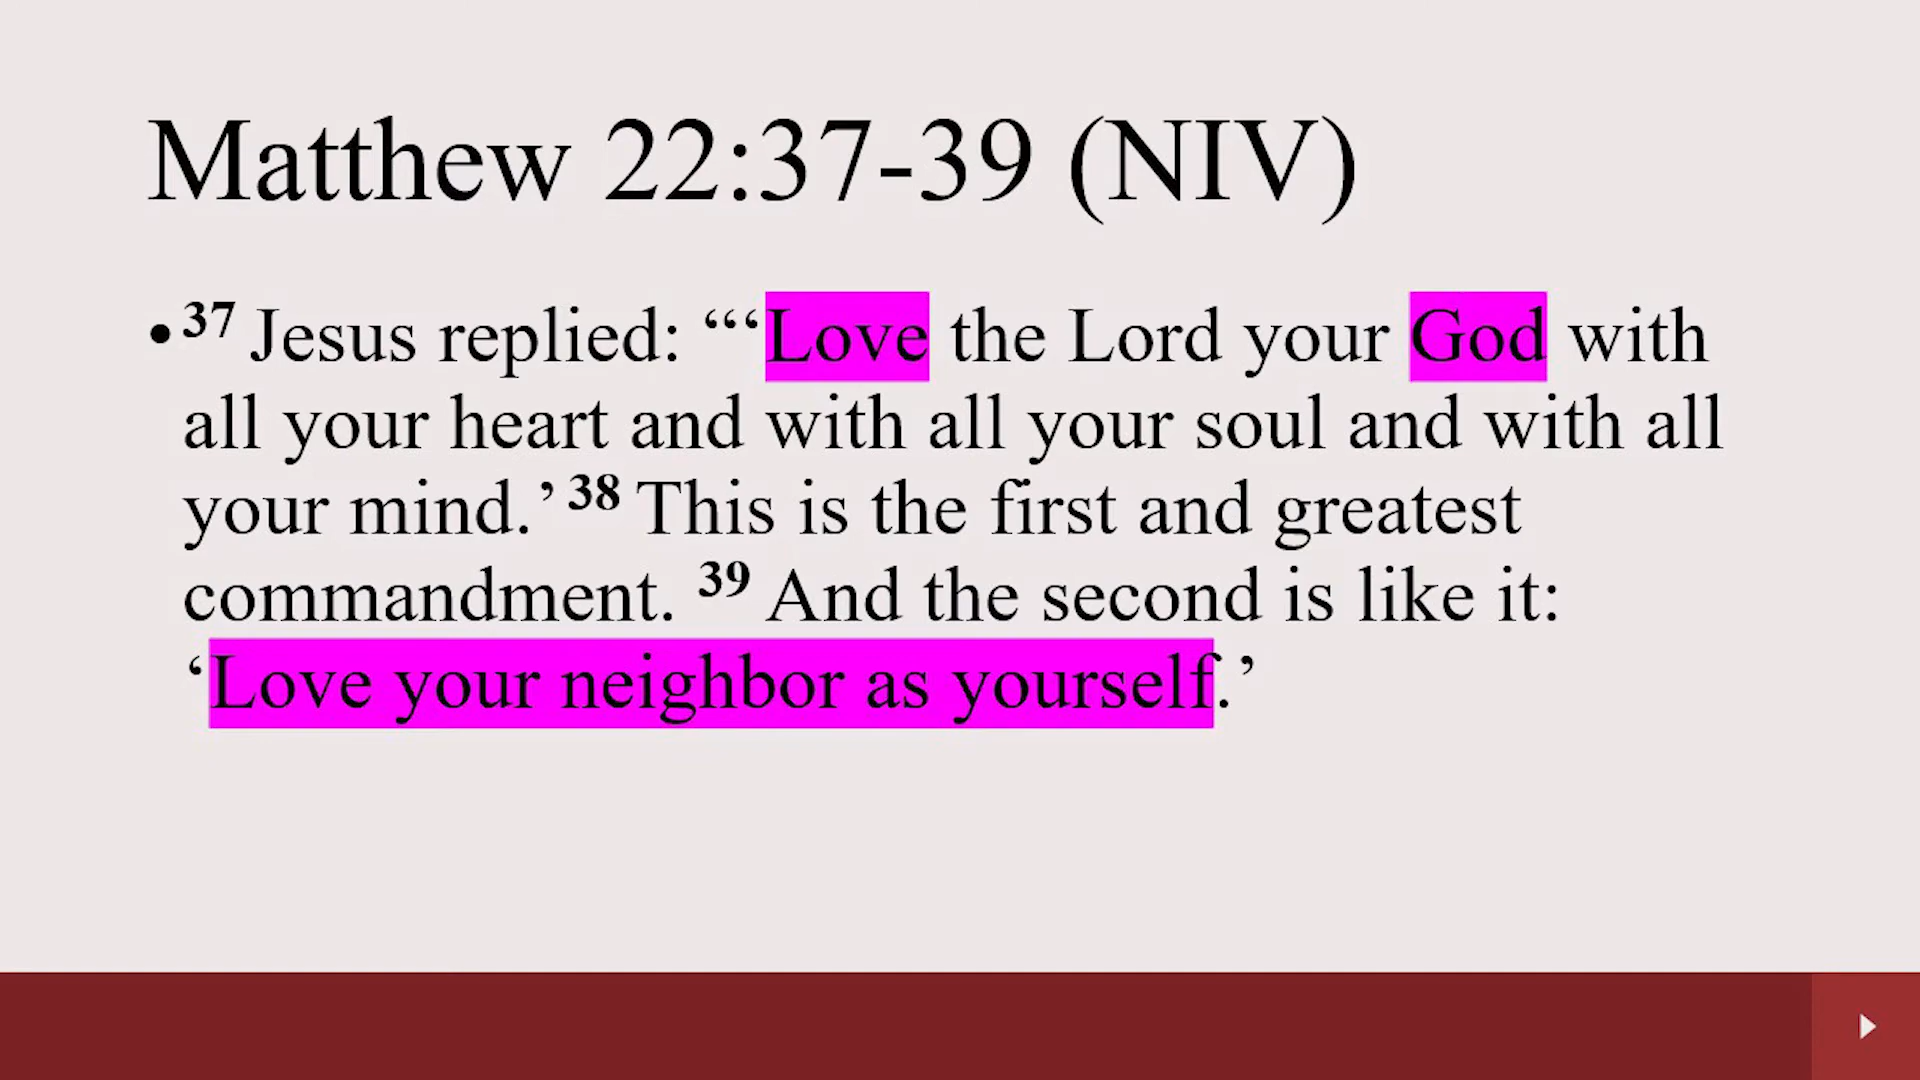 Matthew 22:37-39 (NIV)
• 37 Jesus replied: “‘“Love the Lord your God with
all your heart and with all your soul and with all
your mind.’ 38 This is the first and greatest
commandment. 39 And the second is like it:
‘Love your neighbor as yourself.’